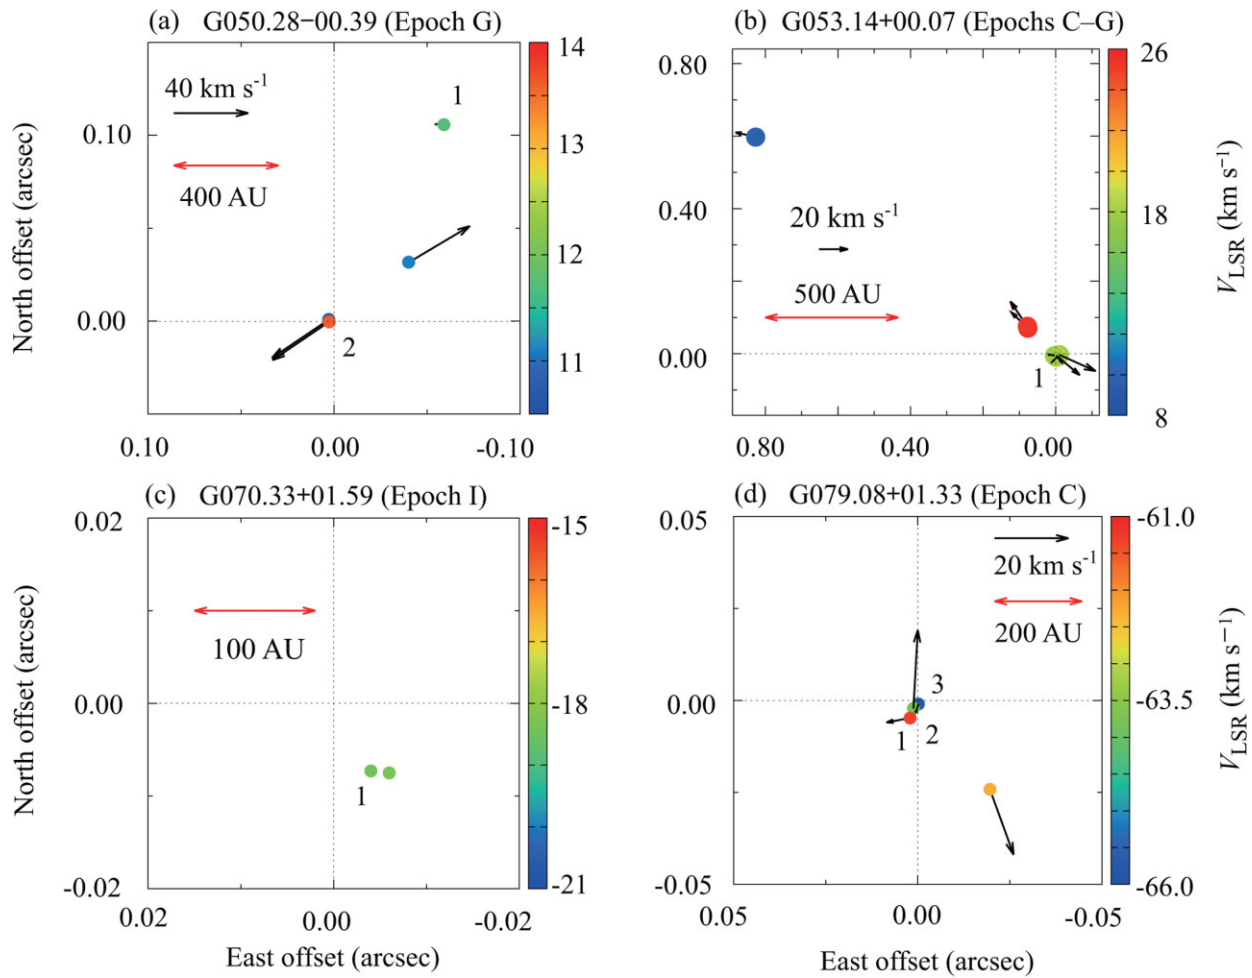 (a) G050.28−00.39 (Epoch G)
40 km s⁻¹
400 AU
1
2
0.10
0.00
0.10
0.00
-0.10
North offset (arcsec)
14
13
12
11
(b) G053.14+00.07 (Epochs C–G)
0.80
0.40
0.00
20 km s⁻¹
500 AU
1
0.80
0.40
0.00
26
18
8
V_LSR (km s⁻¹)
(c) G070.33+01.59 (Epoch I)
0.02
0.00
-0.02
100 AU
1
0.02
0.00
-0.02
North offset (arcsec)
East offset (arcsec)
-15
-18
-21
(d) G079.08+01.33 (Epoch C)
0.05
0.00
-0.05
20 km s⁻¹
200 AU
3
1
2
0.05
0.00
-0.05
East offset (arcsec)
-61.0
-63.5
-66.0
V_LSR (km s⁻¹)